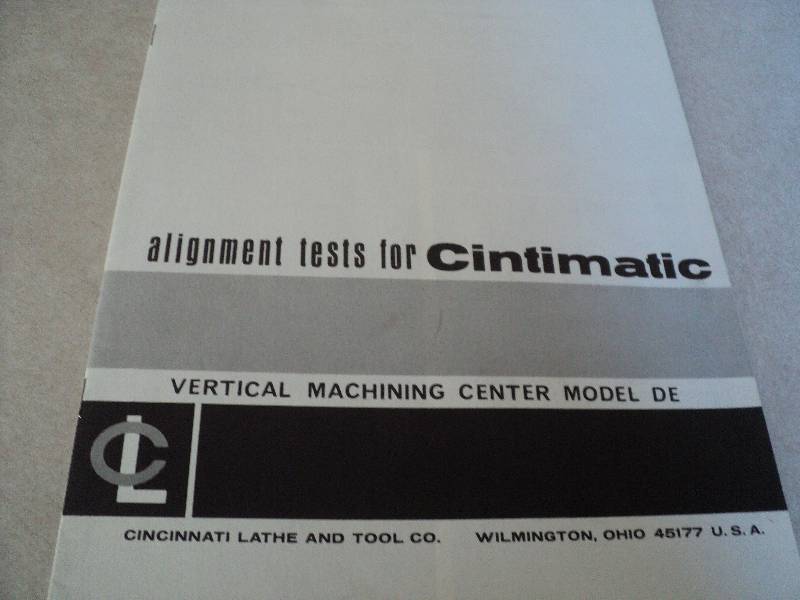 alignment tests for Cintimatic
VERTICAL MACHINING CENTER MODEL DE
CL
CINCINNATI LATHE AND TOOL CO. WILMINGTON, OHIO 45177 U.S.A.